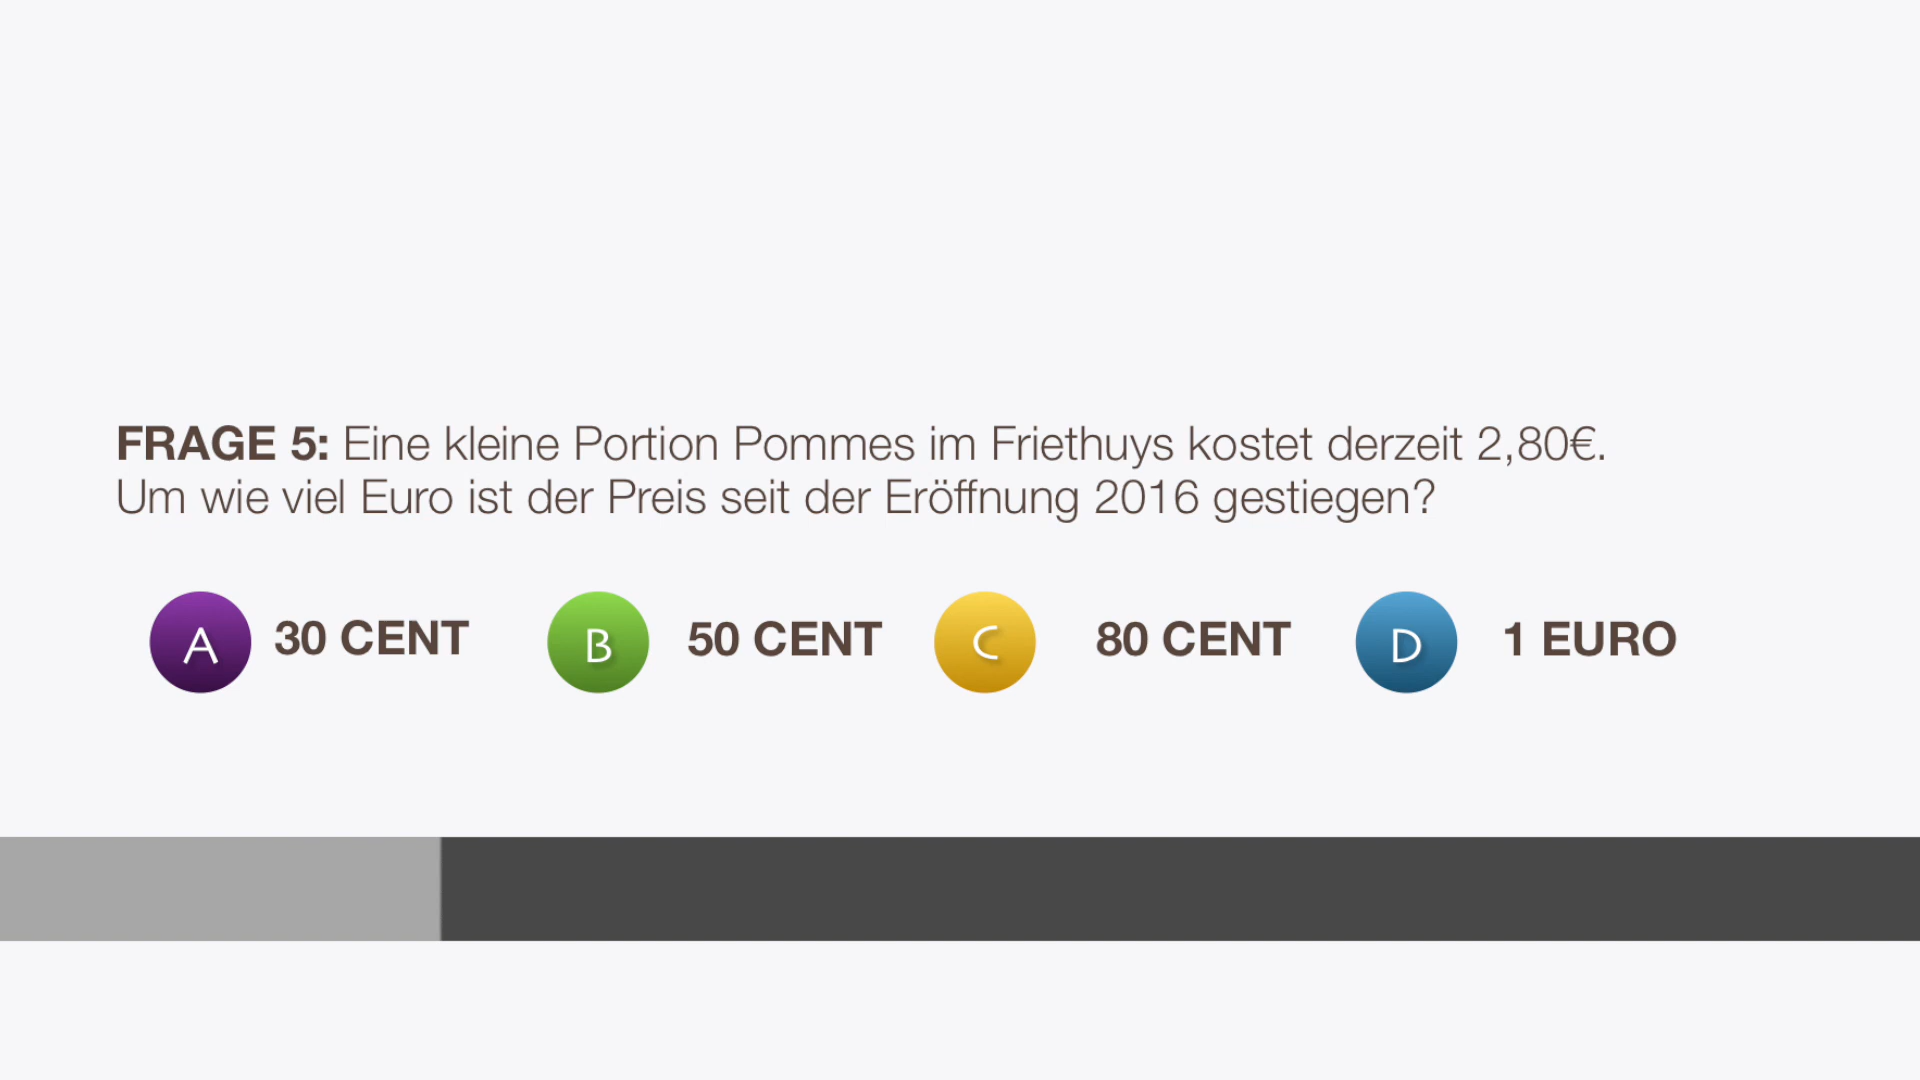 FRAGE 5: Eine kleine Portion Pommes im Friethuys kostet derzeit 2,80€.
Um wie viel Euro ist der Preis seit der Eröffnung 2016 gestiegen?
A 30 CENT B 50 CENT C 80 CENT D 1 EURO